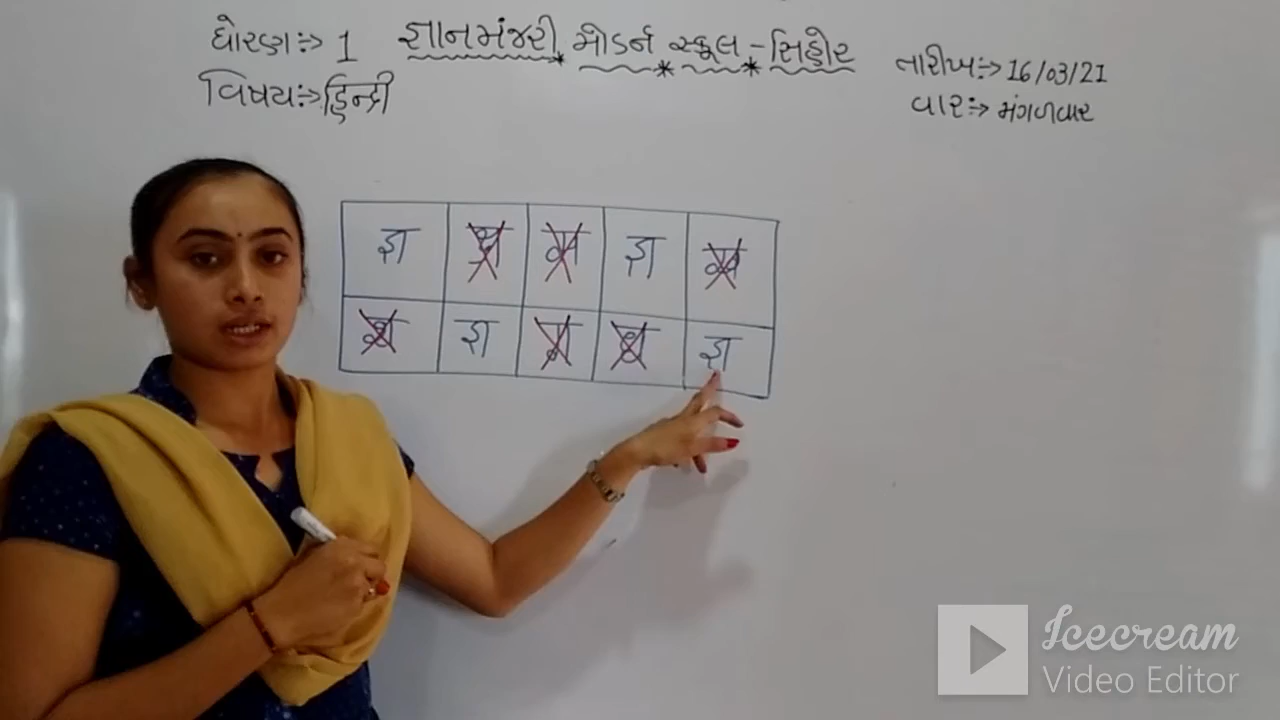 ધોરણ:-> 1 જ્ઞાનમંજરી મોડર્ન સ્કૂલ - સિહોર
વિષય:-> હિન્દી
તારીખ:-> 16/03/21
વાર:-> મંગળવાર
ज्ञ ज्ञ
ज्ञ ज्ञ
Icecream
Video Editor